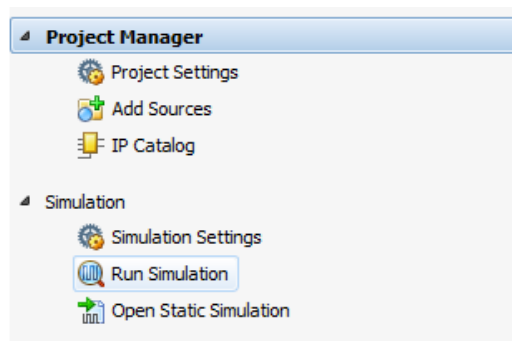 Project Manager
Project Settings
Add Sources
IP Catalog
Simulation
Simulation Settings
Run Simulation
Open Static Simulation